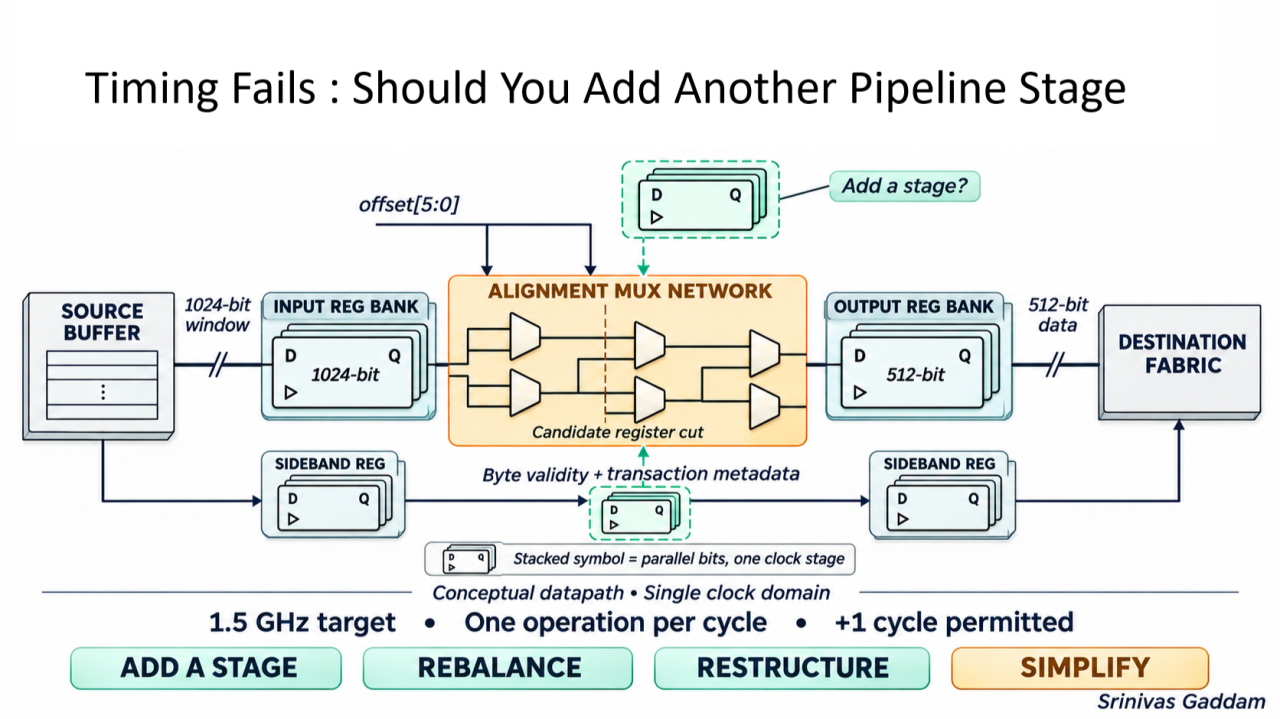 Timing Fails : Should You Add Another Pipeline Stage
D Q
Add a stage?
offset[5:0]
ALIGNMENT MUX NETWORK
SOURCE
BUFFER
1024-bit
window
INPUT REG BANK
D Q
1024-bit
OUTPUT REG BANK
D Q
512-bit
512-bit
data
DESTINATION
FABRIC
Candidate register cut
SIDEBAND REG
D Q
Byte validity + transaction metadata
D Q
SIDEBAND REG
D Q
D Q
Stacked symbol = parallel bits, one clock stage
Conceptual datapath • Single clock domain
1.5 GHz target • One operation per cycle • +1 cycle permitted
ADD A STAGE
REBALANCE
RESTRUCTURE
SIMPLIFY
Srinivas Gaddam